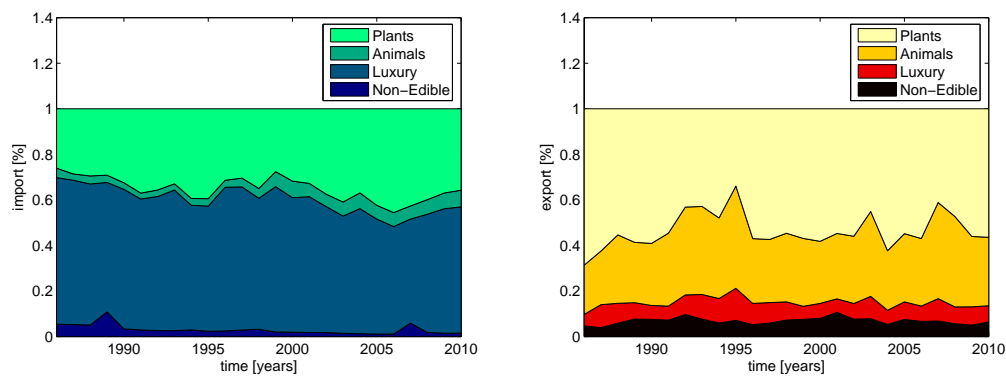 1.4
1.2
1
0.8
0.6
0.4
0.2
0
import [%]
Plants
Animals
Luxury
Non-Edible
1990
1995
2000
2005
2010
time [years]
1.4
1.2
1
0.8
0.6
0.4
0.2
0
export [%]
Plants
Animals
Luxury
Non-Edible
1990
1995
2000
2005
2010
time [years]